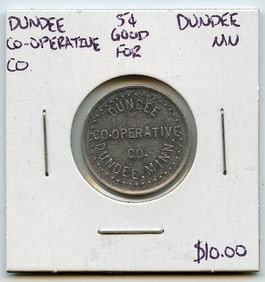 DUNDEE
CO-OPERATIVE
CO.
5¢
GOOD
FOR
DUNDEE
MN
DUNDEE
CO-OPERATIVE
CO.
DUNDEE, MINN.
$10.00